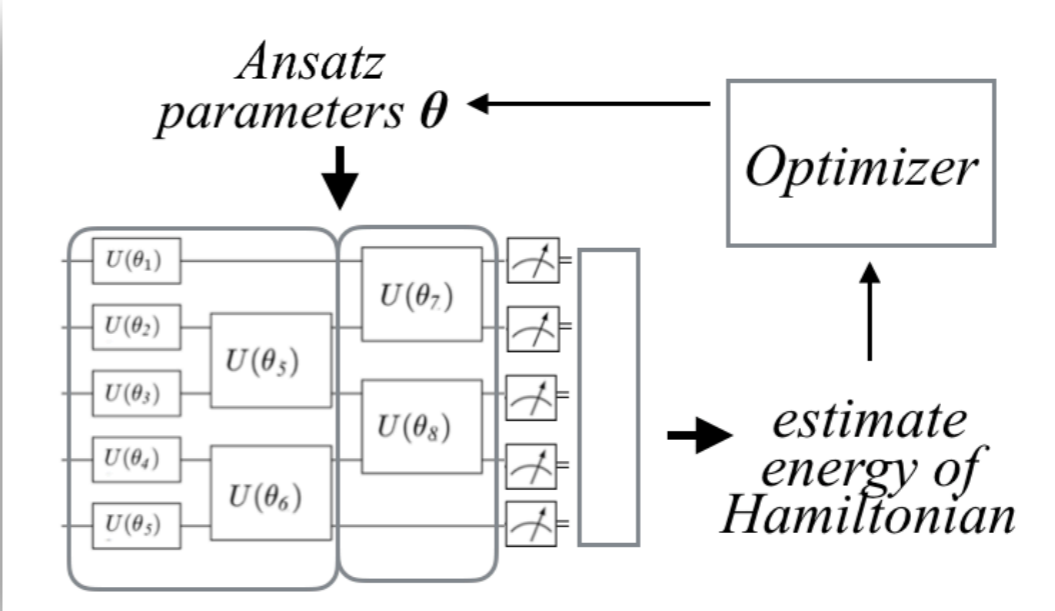 Ansatz
parameters θ
Optimizer
U(θ₁)
U(θ₂)
U(θ₃)
U(θ₄)
U(θ₅)
U(θ₅)
U(θ₆)
U(θ₇)
U(θ₈)
estimate
energy of
Hamiltonian